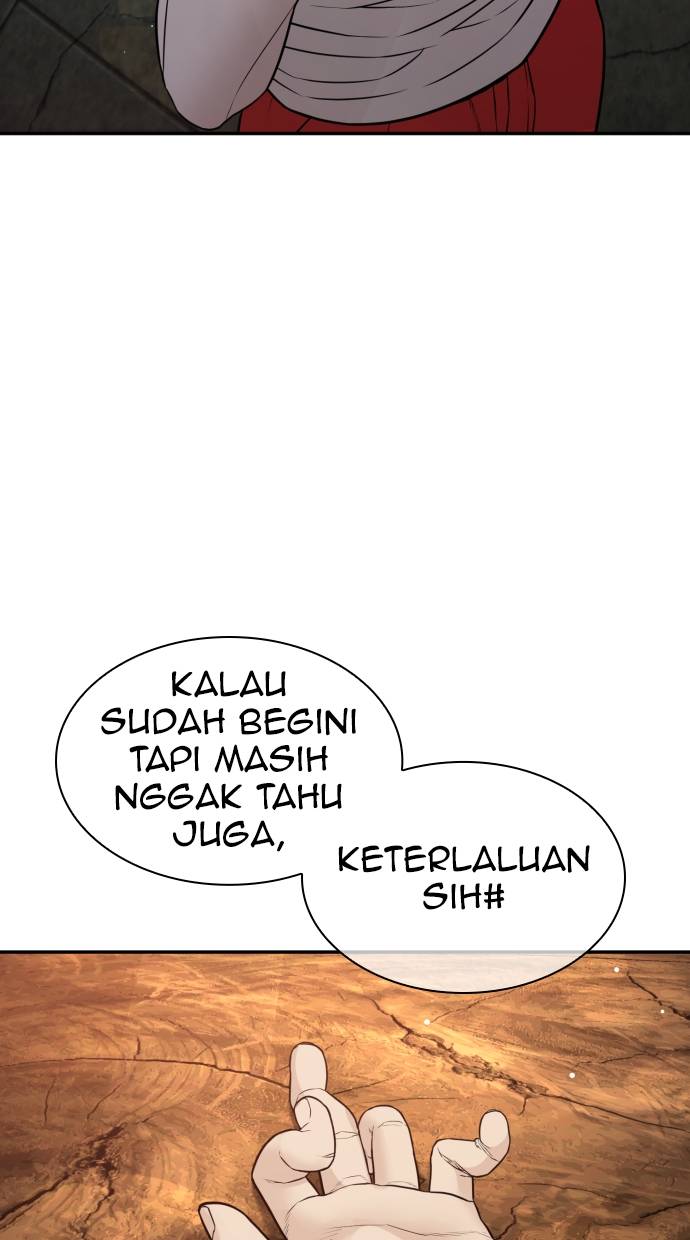 KALAU
SUDAH BEGINI
TAPI MASIH
NGGAK TAHU
JUGA,
KETERLALUAN
SIH#